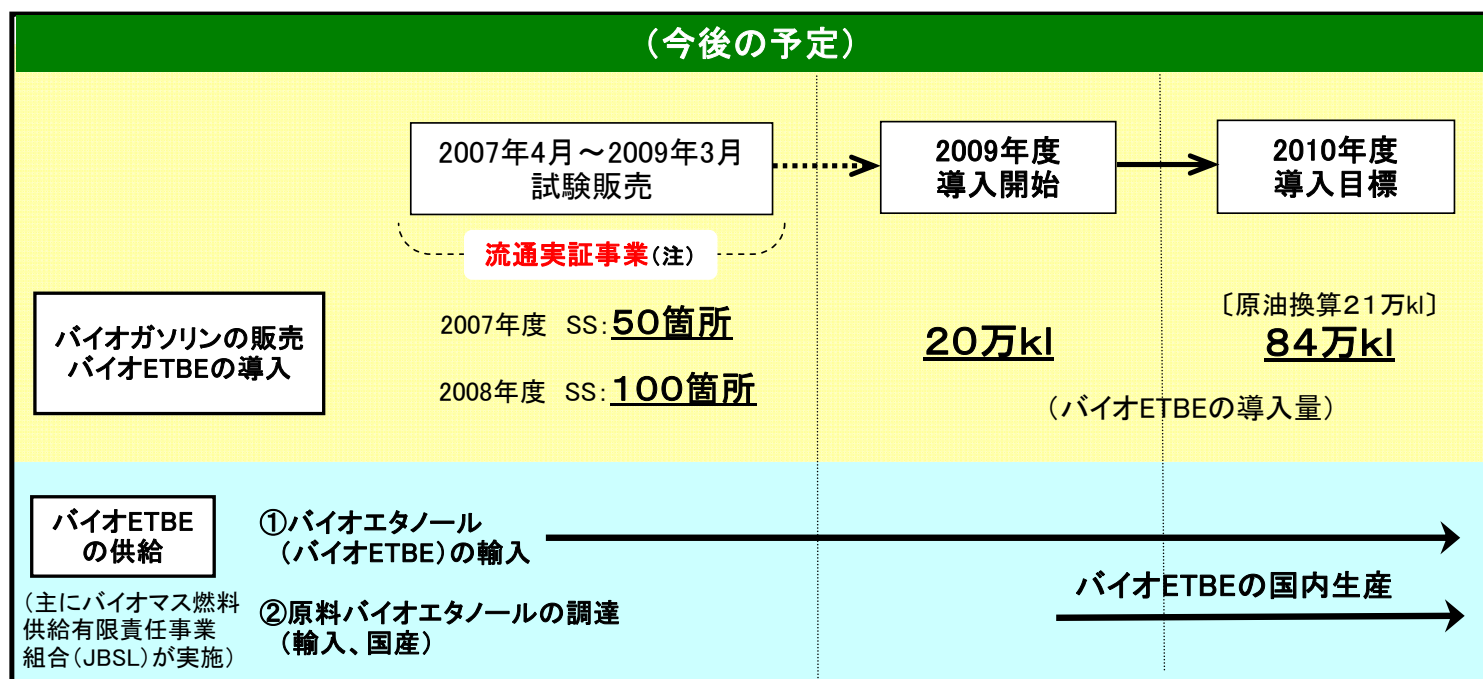 (今後の予定)
2007年4月～2009年3月
試験販売
2009年度
導入開始
2010年度
導入目標
流通実証事業(注)
バイオガソリンの販売
バイオETBEの導入
2007年度 SS:50箇所
2008年度 SS:100箇所
20万kl
〔原油換算21万kl〕
84万kl
(バイオETBEの導入量)
バイオETBE
の供給
(主にバイオマス燃料
供給有限責任事業
組合(JBSL)が実施)
①バイオエタノール
(バイオETBE)の輸入
②原料バイオエタノールの調達
(輸入、国産)
バイオETBEの国内生産